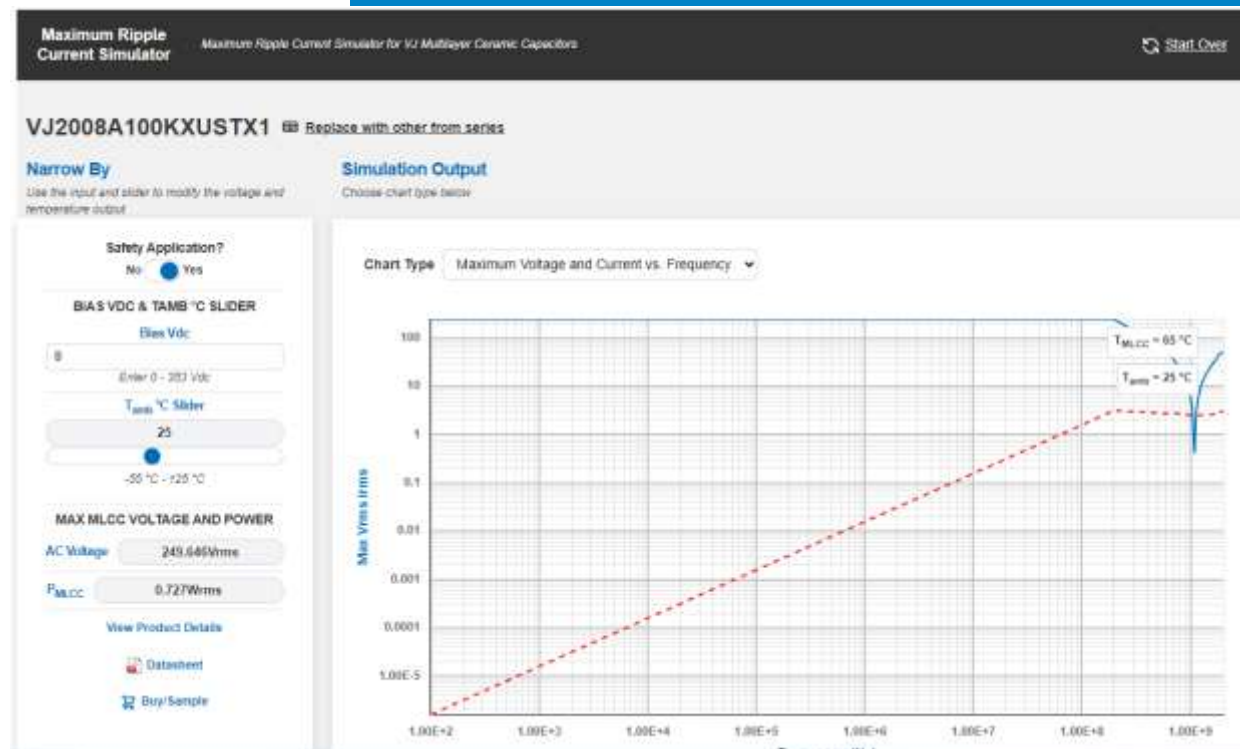 Maximum Ripple
Current Simulator
Maximum Ripple Current Simulator for VJ Multilayer Ceramic Capacitors
Start Over
VJ2008A100KXUSTX1
Replace with other from series
Narrow By
Use the input and slider to modify the voltage and
temperature output
Simulation Output
Choose chart type below
Safety Application?
No Yes
BIAS VDC & TAMB °C SLIDER
Bias Vdc
Enter 0 - 353 Vdc
Tamb °C Slider
25
-55 °C - 125 °C
MAX MLCC VOLTAGE AND POWER
AC Voltage 249.646Vrms
PMLCC 0.727Wrms
View Product Details
Datasheet
Buy/Sample
Chart Type Maximum Voltage and Current vs. Frequency
TMLCC = 65 °C
Tamb = 25 °C
Max Vrms Irms
100
10
1
0.1
0.01
0.001
0.0001
1.00E-5
1.00E+2 1.00E+3 1.00E+4 1.00E+5 1.00E+6 1.00E+7 1.00E+8 1.00E+9